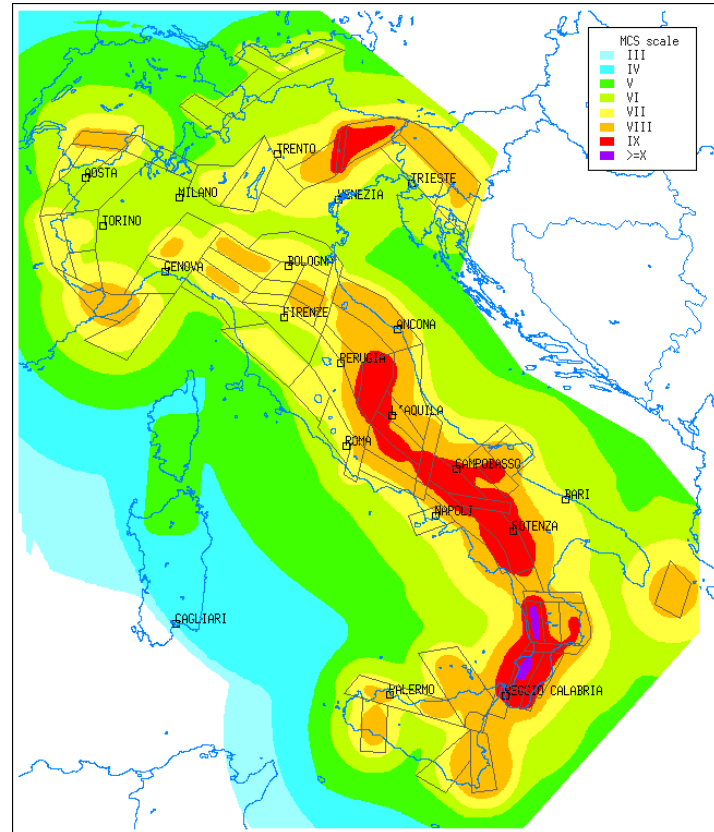 MCS scale
III
IV
V
VI
VII
VIII
IX
>=X
TRENTO
AOSTA
TRIESTE
MILANO
VENEZIA
TORINO
BOLOGNA
GENOVA
FIRENZE
ANCONA
PERUGIA
L'AQUILA
ROMA
CAMPOBASSO
BARI
NAPOLI
POTENZA
CAGLIARI
PALERMO
REGGIO CALABRIA